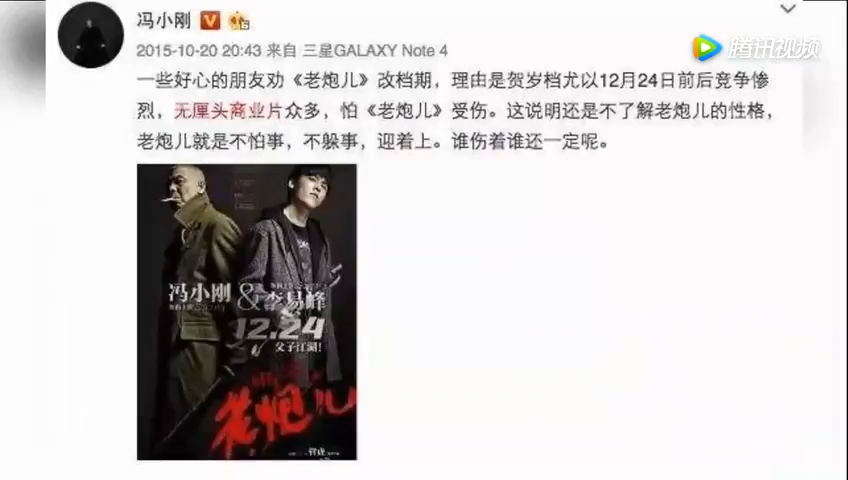 冯小刚
腾讯视频
2015-10-20 20:43 来自 三星GALAXY Note 4
一些好心的朋友劝《老炮儿》改档期，理由是贺岁档尤以12月24日前后竞争惨
烈，无厘头商业片众多，怕《老炮儿》受伤。这说明还是不了解老炮儿的性格，
老炮儿就是不怕事，不躲事，迎着上。谁伤着谁还一定呢。
冯小刚 & 李易峰
12.24
父子江湖!
老炮儿
管虎